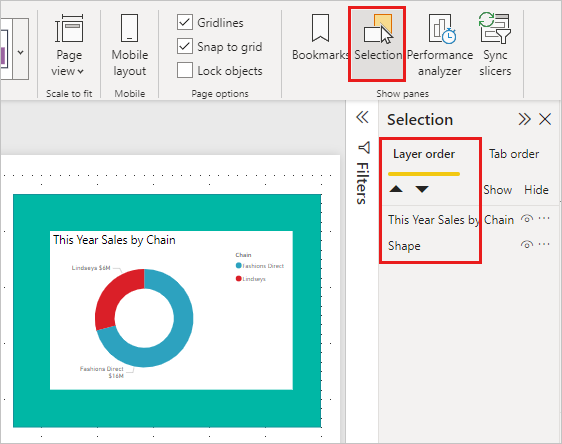 Page view
Mobile layout
Scale to fit
Mobile
Gridlines
Snap to grid
Lock objects
Page options
Bookmarks
Selection
Performance analyzer
Sync slicers
Show panes
Filters
Selection
Layer order
Tab order
Show
Hide
This Year Sales by Chain
Shape
This Year Sales by Chain
Chain
Fashions Direct
Lindseys
Lindseys $6M
Fashions Direct
$16M